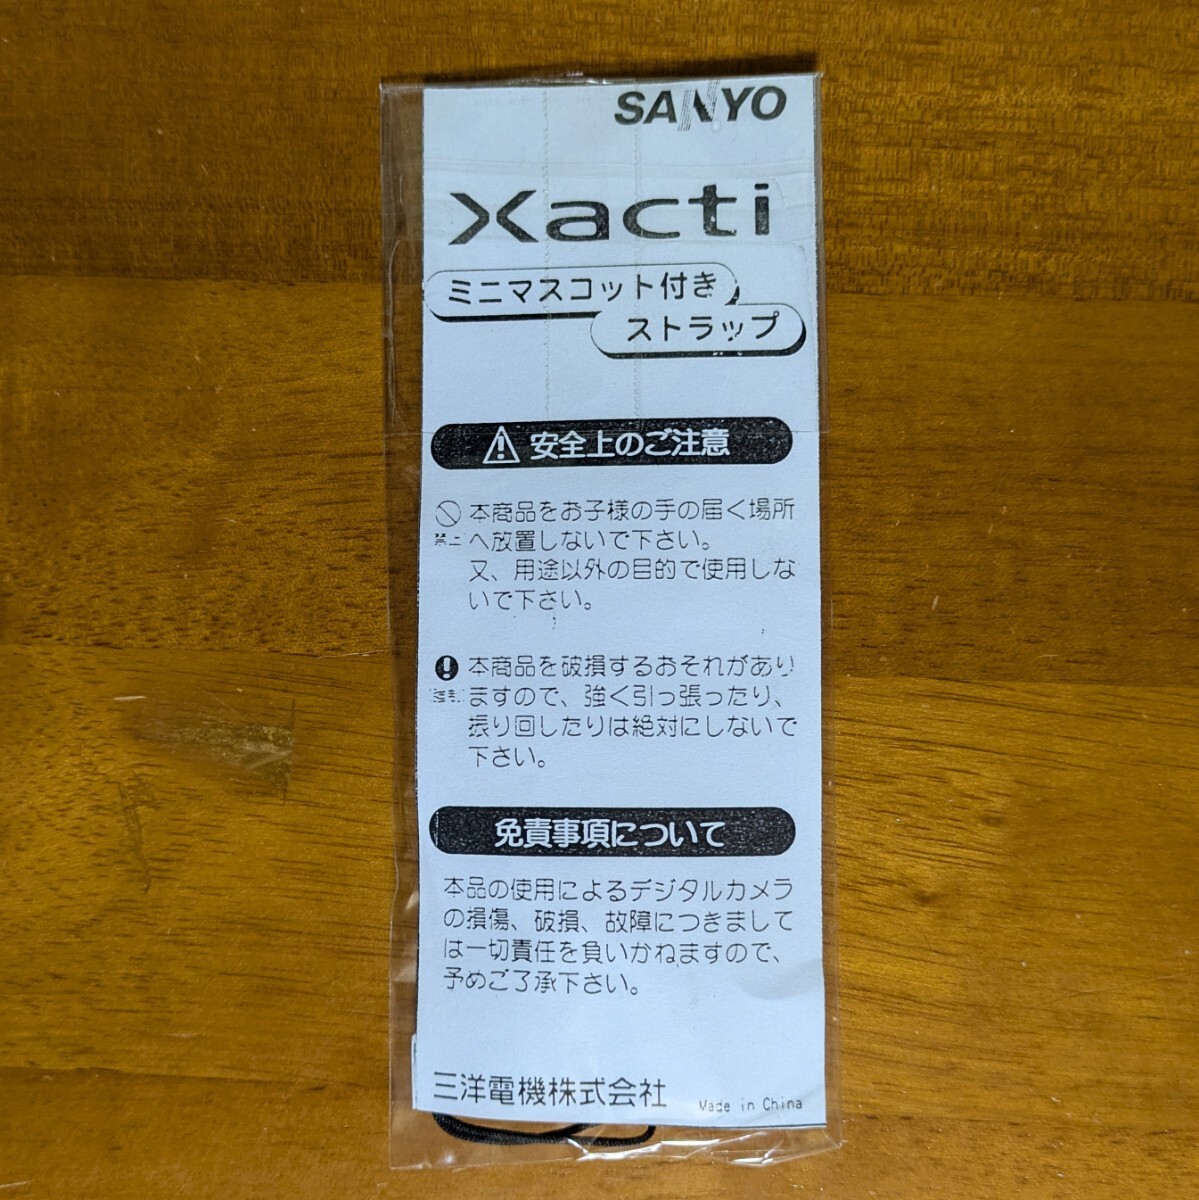 SANYO
Xacti
ミニマスコット付き
ストラップ
安全上のご注意
本商品をお子様の手の届く場所
禁止 へ放置しないで下さい。
又、用途以外の目的で使用しな
いで下さい。
本商品を破損するおそれがあり
ますので、強く引っ張ったり、
振り回したりは絶対にしないで
下さい。
免責事項について
本品の使用によるデジタルカメラ
の損傷、破損、故障につきまして
は一切責任を負いかねますので、
予めご了承下さい。
三洋電機株式会社
Made in China